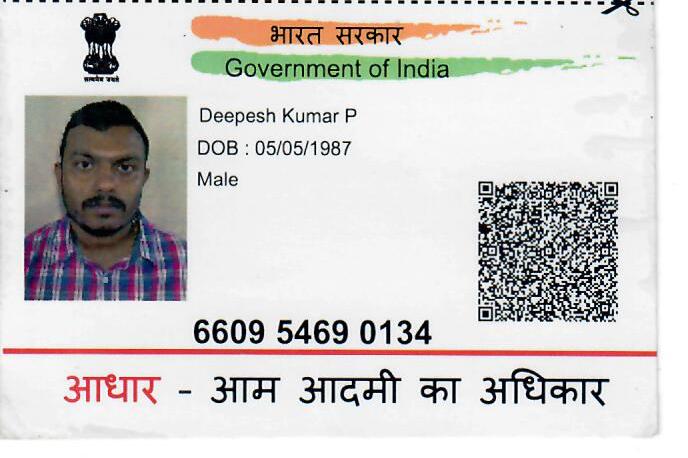 भारत सरकार
Government of India
सत्यमेव जयते
Deepesh Kumar P
DOB : 05/05/1987
Male
6609 5469 0134
आधार - आम आदमी का अधिकार